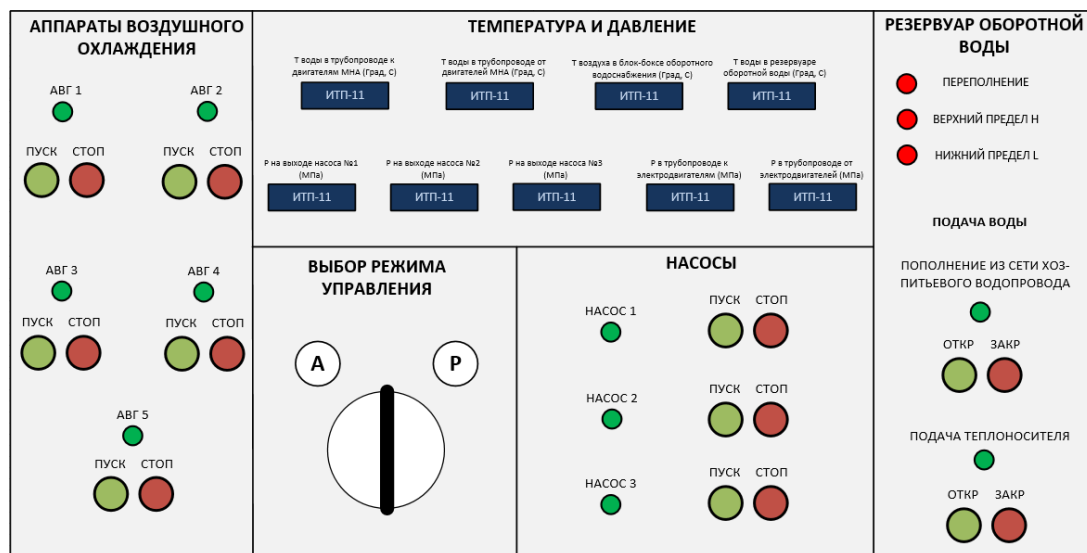 АППАРАТЫ ВОЗДУШНОГО
ОХЛАЖДЕНИЯ
АВГ 1
АВГ 2
ПУСК СТОП
ПУСК СТОП
АВГ 3
АВГ 4
ПУСК СТОП
ПУСК СТОП
АВГ 5
ПУСК СТОП
ТЕМПЕРАТУРА И ДАВЛЕНИЕ
Т воды в трубопроводе к
двигателям МНА (Град, С)
ИТП-11
Т воды в трубопроводе от
двигателей МНА (Град, С)
ИТП-11
Т воздуха в блок-боксе оборотного
водоснабжения (Град, С)
ИТП-11
Т воды в резервуаре
оборотной воды (Град, С)
ИТП-11
Р на выходе насоса №1
(МПа)
ИТП-11
Р на выходе насоса №2
(МПа)
ИТП-11
Р на выходе насоса №3
(МПа)
ИТП-11
Р в трубопроводе к
электродвигателям (МПа)
ИТП-11
Р в трубопроводе от
электродвигателей (МПа)
ИТП-11
ВЫБОР РЕЖИМА
УПРАВЛЕНИЯ
А
Р
НАСОСЫ
НАСОС 1
ПУСК СТОП
НАСОС 2
ПУСК СТОП
НАСОС 3
ПУСК СТОП
РЕЗЕРВУАР ОБОРОТНОЙ
ВОДЫ
ПЕРЕПОЛНЕНИЕ
ВЕРХНИЙ ПРЕДЕЛ H
НИЖНИЙ ПРЕДЕЛ L
ПОДАЧА ВОДЫ
ПОПОЛНЕНИЕ ИЗ СЕТИ ХОЗ-
ПИТЬЕВОГО ВОДОПРОВОДА
ОТКР ЗАКР
ПОДАЧА ТЕПЛОНОСИТЕЛЯ
ОТКР ЗАКР